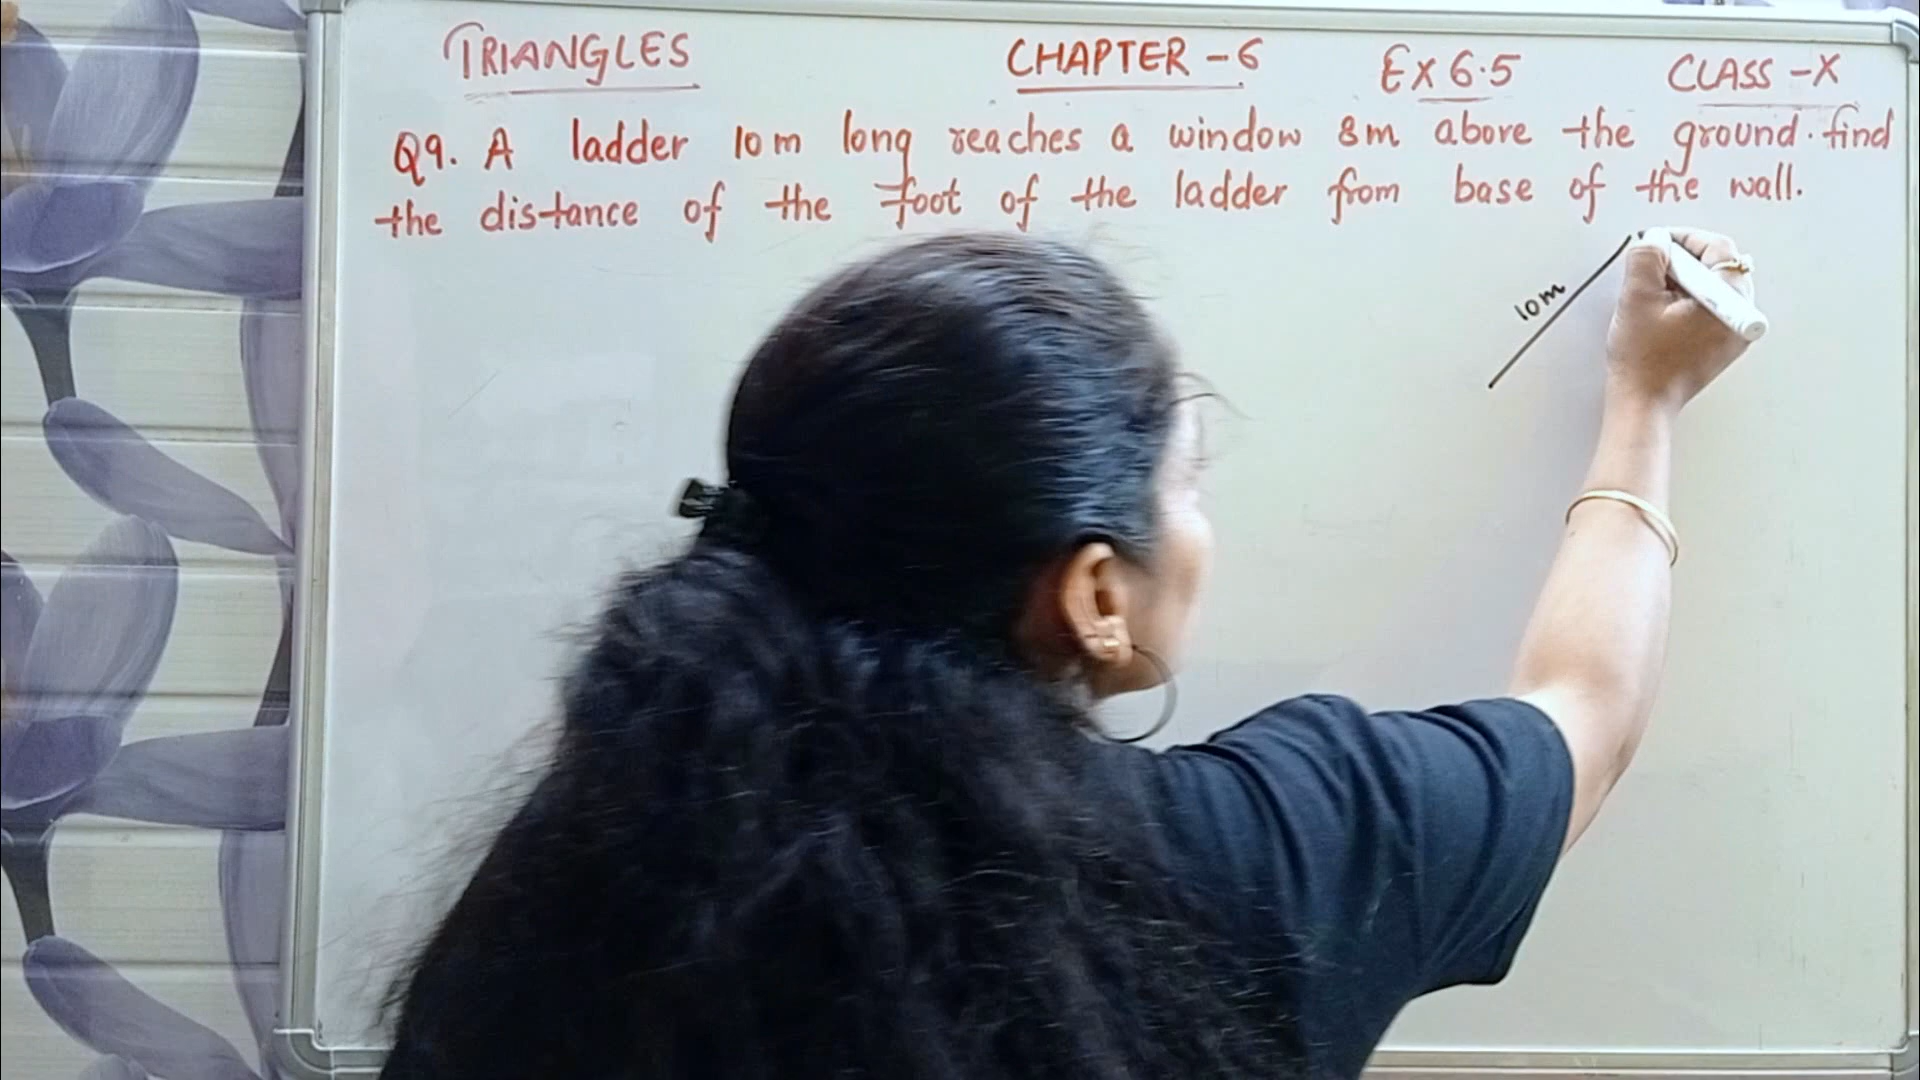 TRIANGLES CHAPTER - 6 EX 6.5 CLASS - X
Q9. A ladder 10m long reaches a window 8m above the ground. find
the distance of the foot of the ladder from base of the wall.
10m